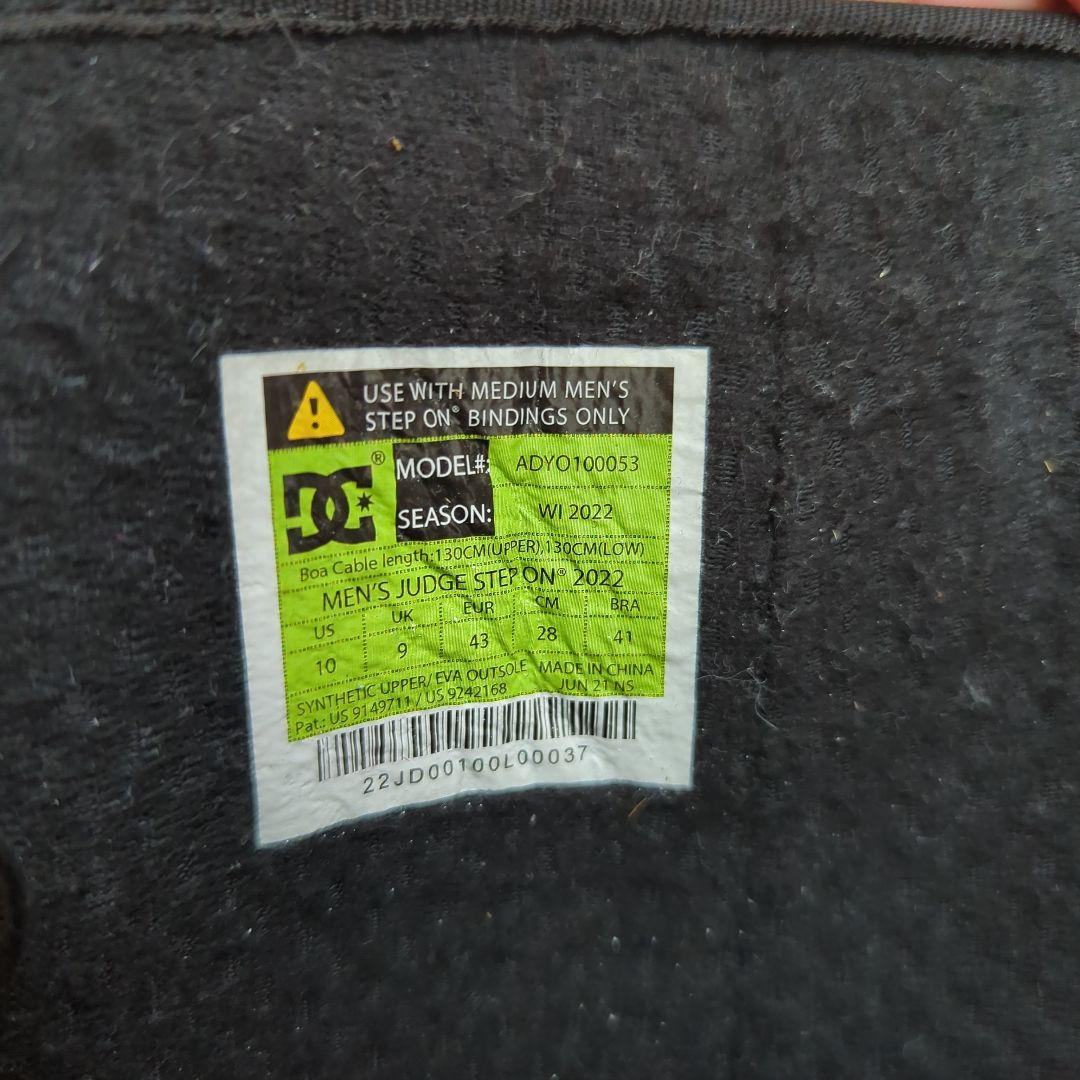 USE WITH MEDIUM MEN'S
STEP ON® BINDINGS ONLY
DC®
MODEL#: ADYO100053
SEASON: WI 2022
Boa Cable length:130CM(UPPER),130CM(LOW)
MEN'S JUDGE STEP ON® 2022
US UK EUR CM BRA
10 9 43 28 41
SYNTHETIC UPPER/ EVA OUTSOLE MADE IN CHINA
Pat.: US 9149711 / US 9242168 JUN 21 NS
22JD00100L00037